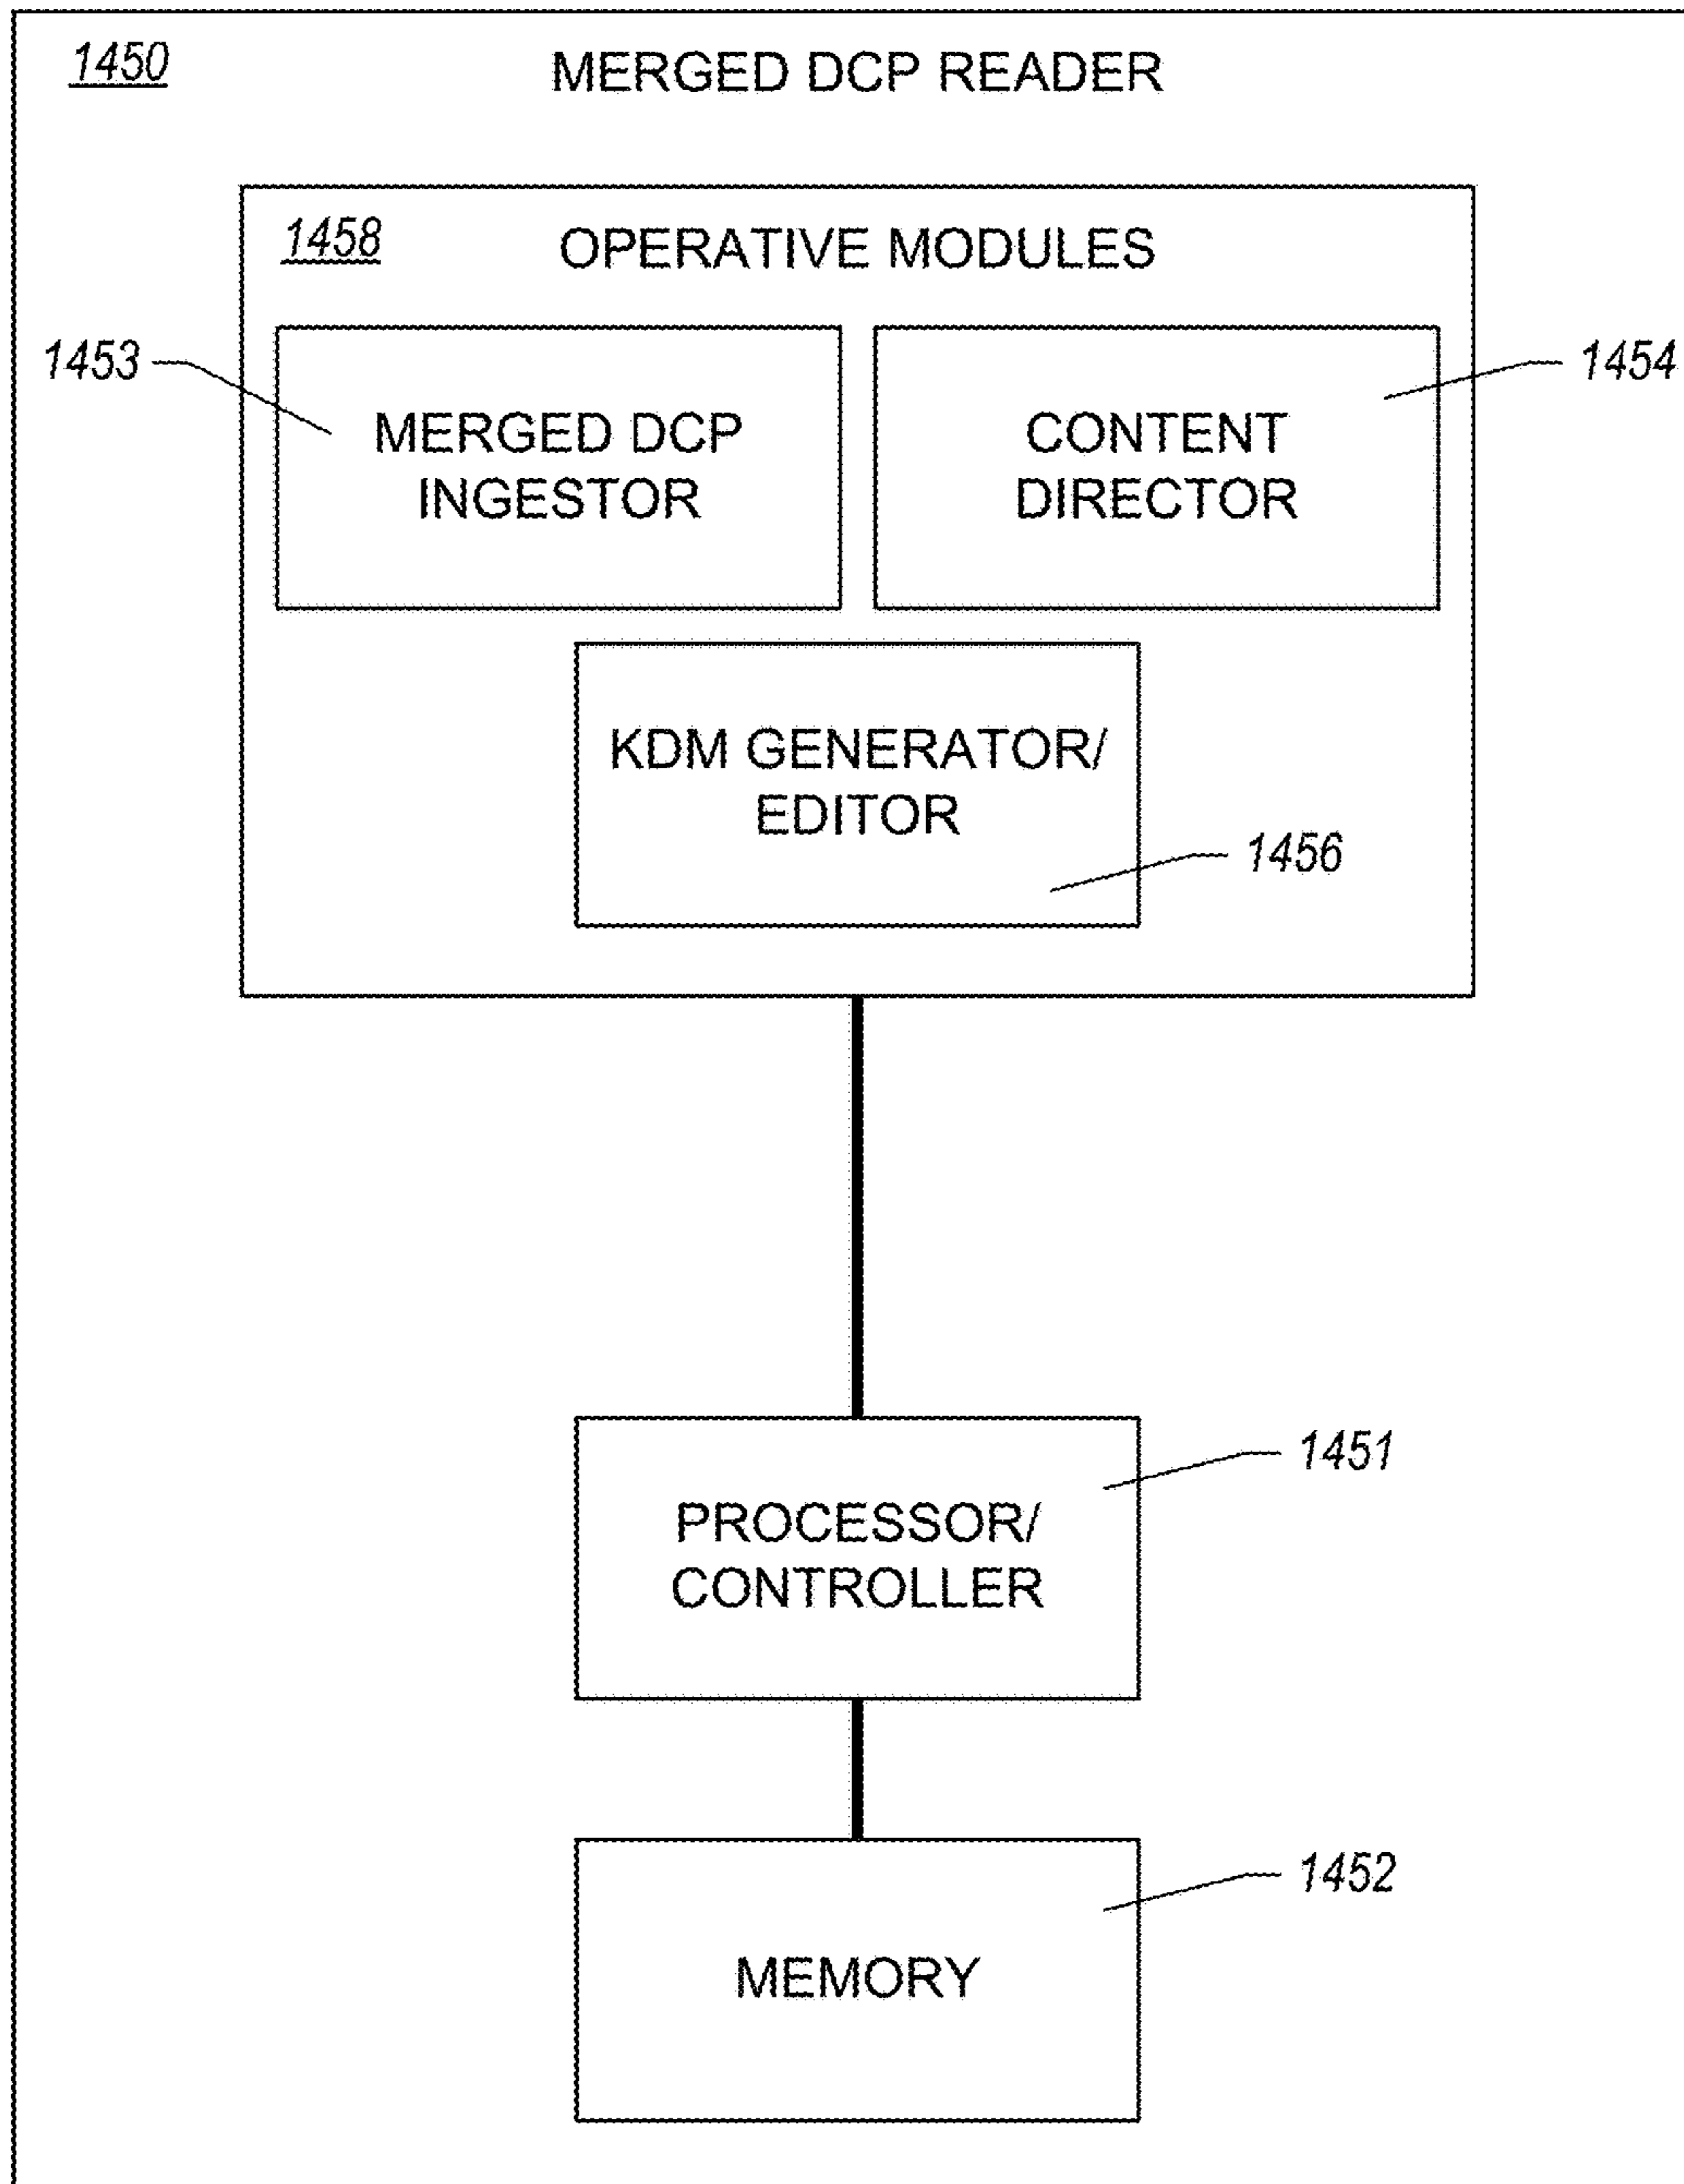 1450 MERGED DCP READER
1458 OPERATIVE MODULES
1453
MERGED DCP
INGESTOR
CONTENT
DIRECTOR
1454
KDM GENERATOR/
EDITOR
1456
PROCESSOR/
CONTROLLER
1451
MEMORY
1452